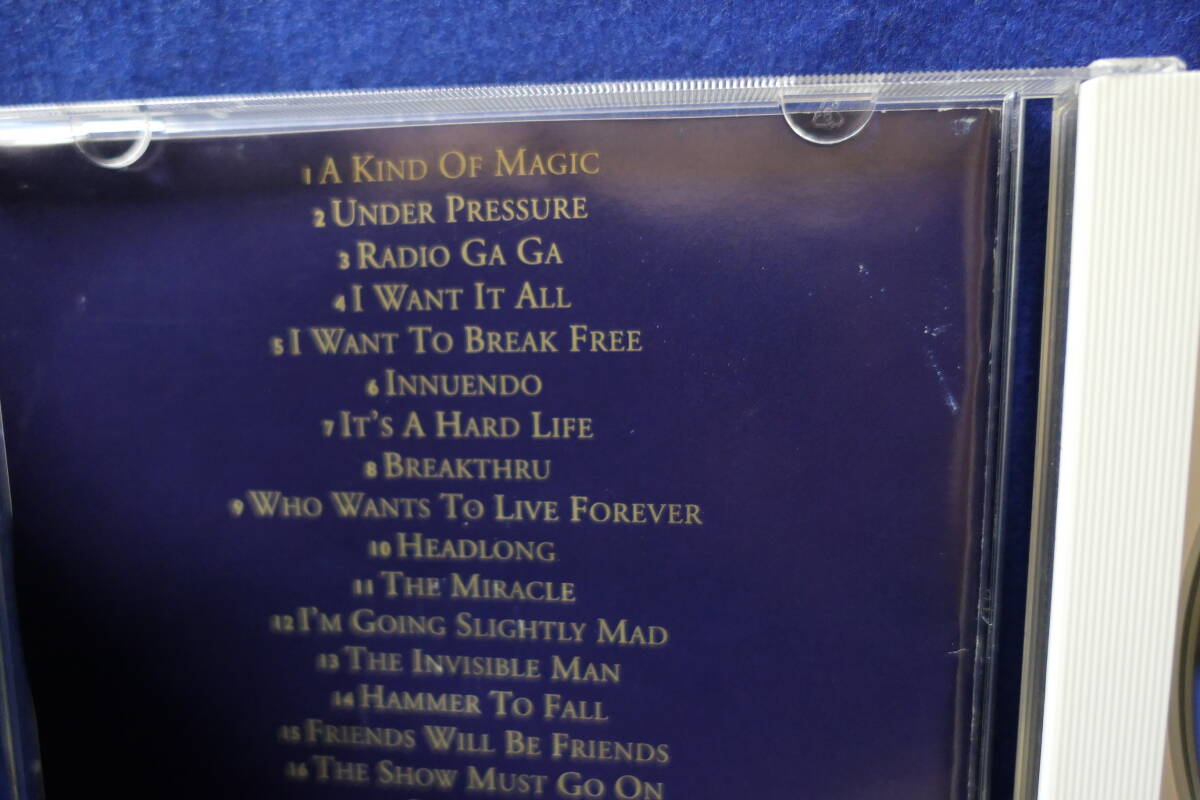 1 A KIND OF MAGIC
2 UNDER PRESSURE
3 RADIO GA GA
4 I WANT IT ALL
5 I WANT TO BREAK FREE
6 INNUENDO
7 IT'S A HARD LIFE
8 BREAKTHRU
9 WHO WANTS TO LIVE FOREVER
10 HEADLONG
11 THE MIRACLE
12 I'M GOING SLIGHTLY MAD
13 THE INVISIBLE MAN
14 HAMMER TO FALL
15 FRIENDS WILL BE FRIENDS
16 THE SHOW MUST GO ON